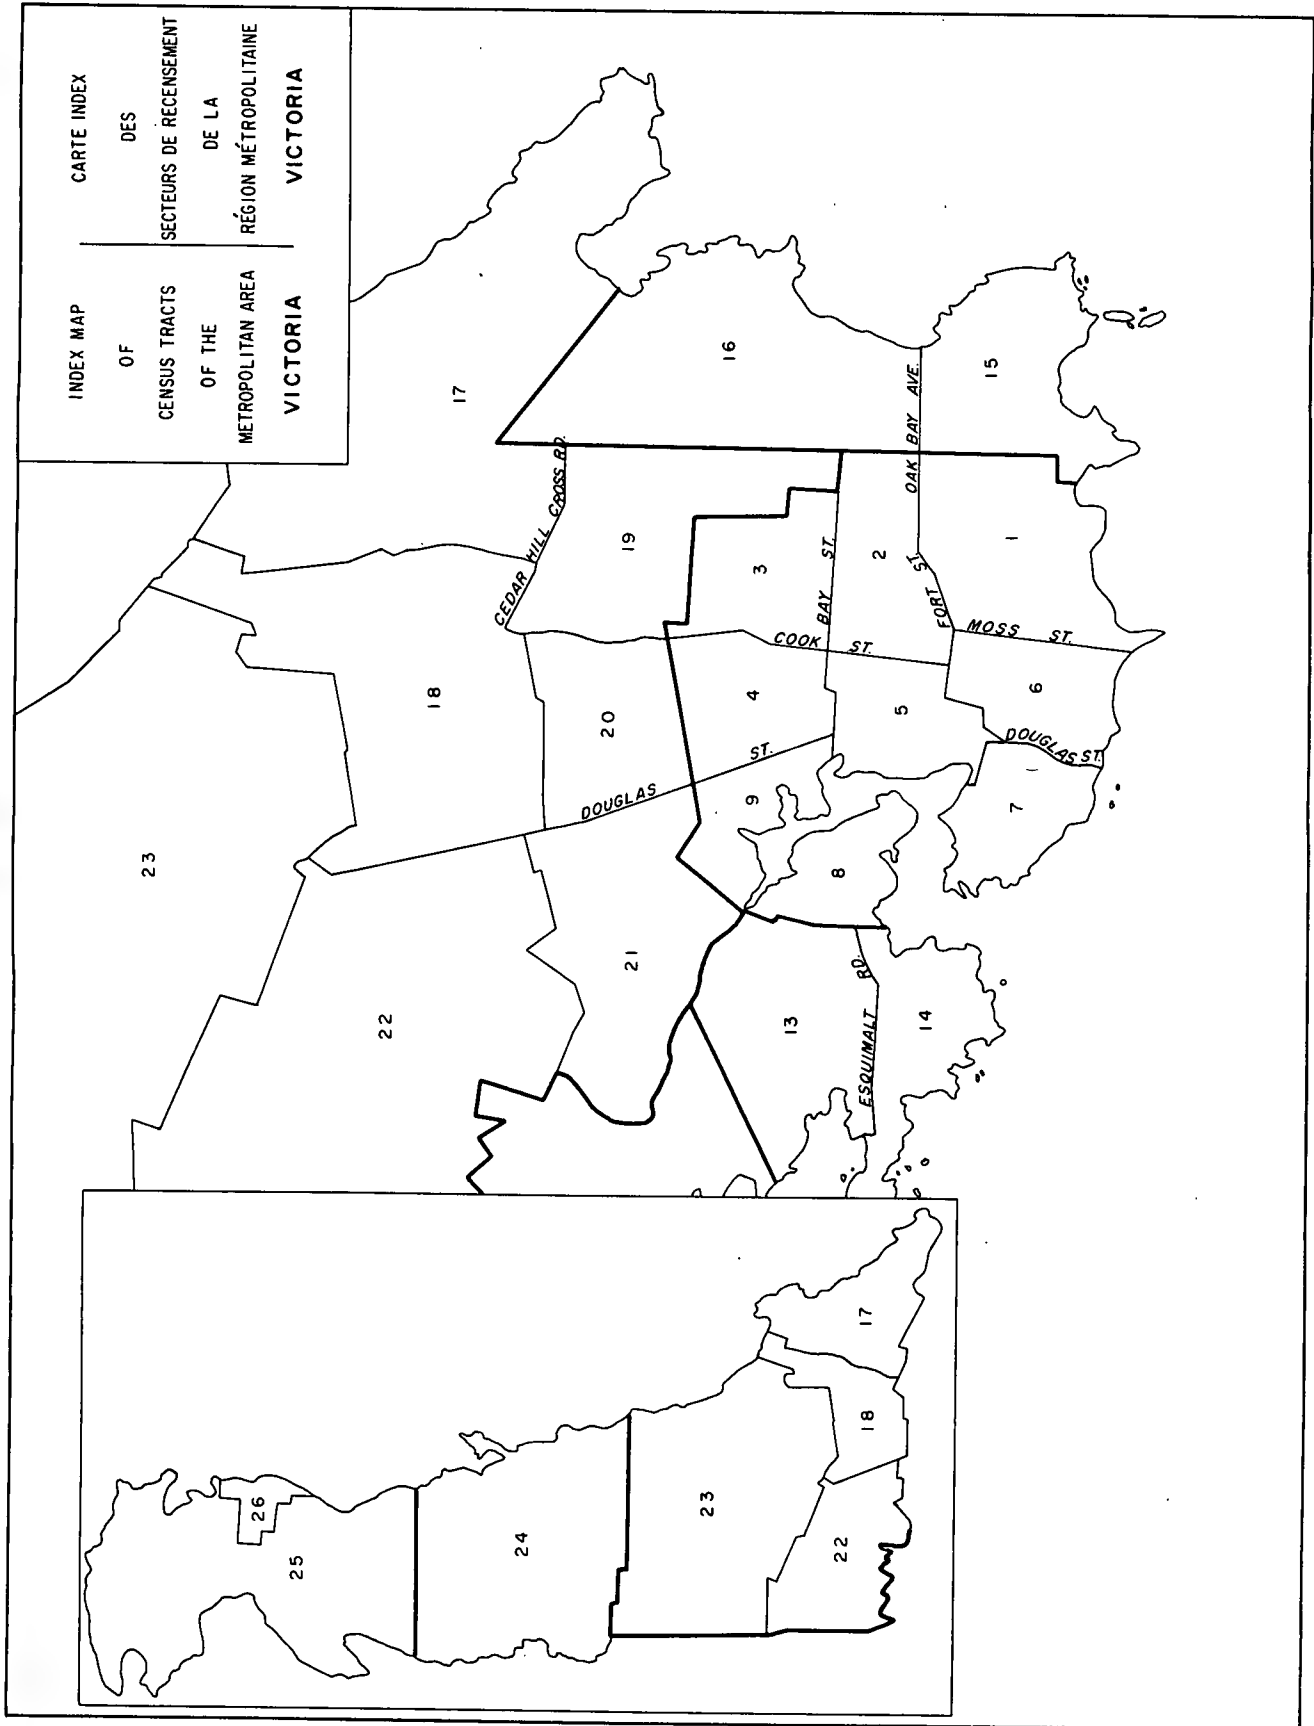 INDEX MAP
OF
CENSUS TRACTS
OF THE
METROPOLITAN AREA
VICTORIA
CARTE INDEX
DES
SECTEURS DE RECENSEMENT
DE LA
RÉGION MÉTROPOLITAINE
VICTORIA
23
22
18
17
CEDAR HILL CROSS RD.
21
20
19
16
DOUGLAS ST.
13
9
4
3
COOK ST.
BAY ST.
8
5
2
ESQUIMALT RD.
FORT ST.
OAK BAY AVE.
14
7
6
1
15
MOSS ST.
DOUGLAS ST.
25
26
24
23
22
18
17